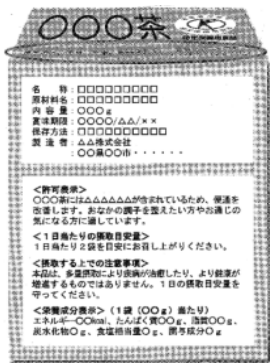 ○○○茶
名　称：□□□□□□□□□
原材料名：□□□□□□□□□
内 容 量：○○○g
賞味期限：○○○○/△△/××
保存方法：□□□□□□□□□□
製 造 者：△△株式会社
：○○県○○市・・・・・・
＜許可表示＞
○○○茶には△△△△△△が含まれているため、便通を
改善します。おなかの調子を整えたい方やお通じの
気になる方に適しています。
＜１日当たりの摂取目安量＞
１日当たり２袋を目安にお召し上がりください。
＜摂取する上での注意事項＞
本品は、多量摂取により疾病が治癒したり、より健康が
増進するものではありません。１日の摂取目安量を
守ってください。
＜栄養成分表示＞（１袋（○○g）当たり）
エネルギー○○kcal、たんぱく質○○g、脂質○○g、
炭水化物○g、食塩相当量○g、関与成分○g